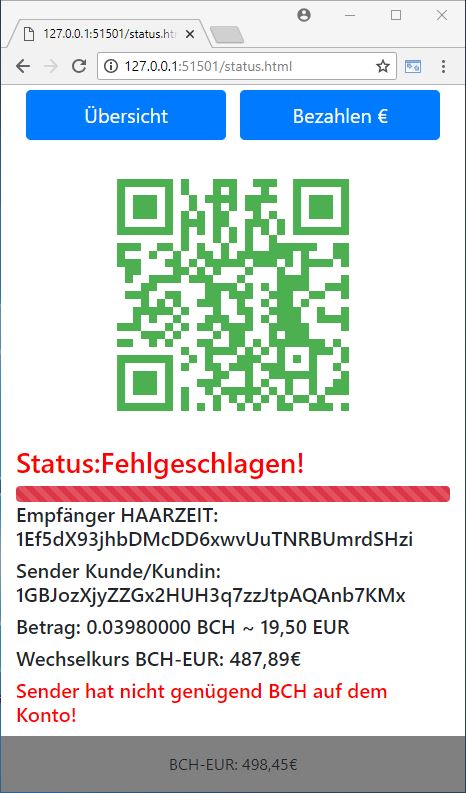 127.0.0.1:51501/status.ht
127.0.0.1:51501/status.html
Übersicht
Bezahlen €
Status:Fehlgeschlagen!
Empfänger HAARZEIT:
1Ef5dX93jhbDMcDD6xwvUuTNRBUmrdSHzi
Sender Kunde/Kundin:
1GBJozXjyZZGx2HUH3q7zzJtpAQAnb7KMx
Betrag: 0.03980000 BCH ~ 19,50 EUR
Wechselkurs BCH-EUR: 487,89€
Sender hat nicht genügend BCH auf dem
Konto!
BCH-EUR: 498,45€